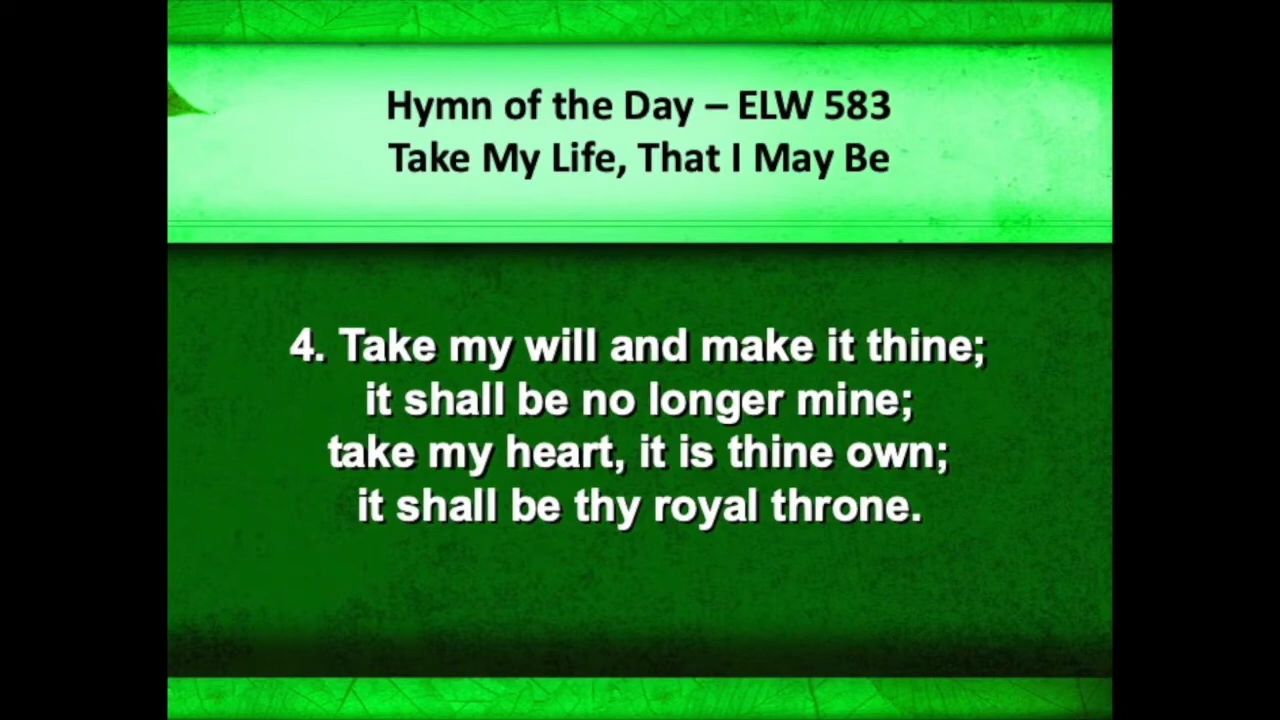 Hymn of the Day – ELW 583
Take My Life, That I May Be
4. Take my will and make it thine;
it shall be no longer mine;
take my heart, it is thine own;
it shall be thy royal throne.